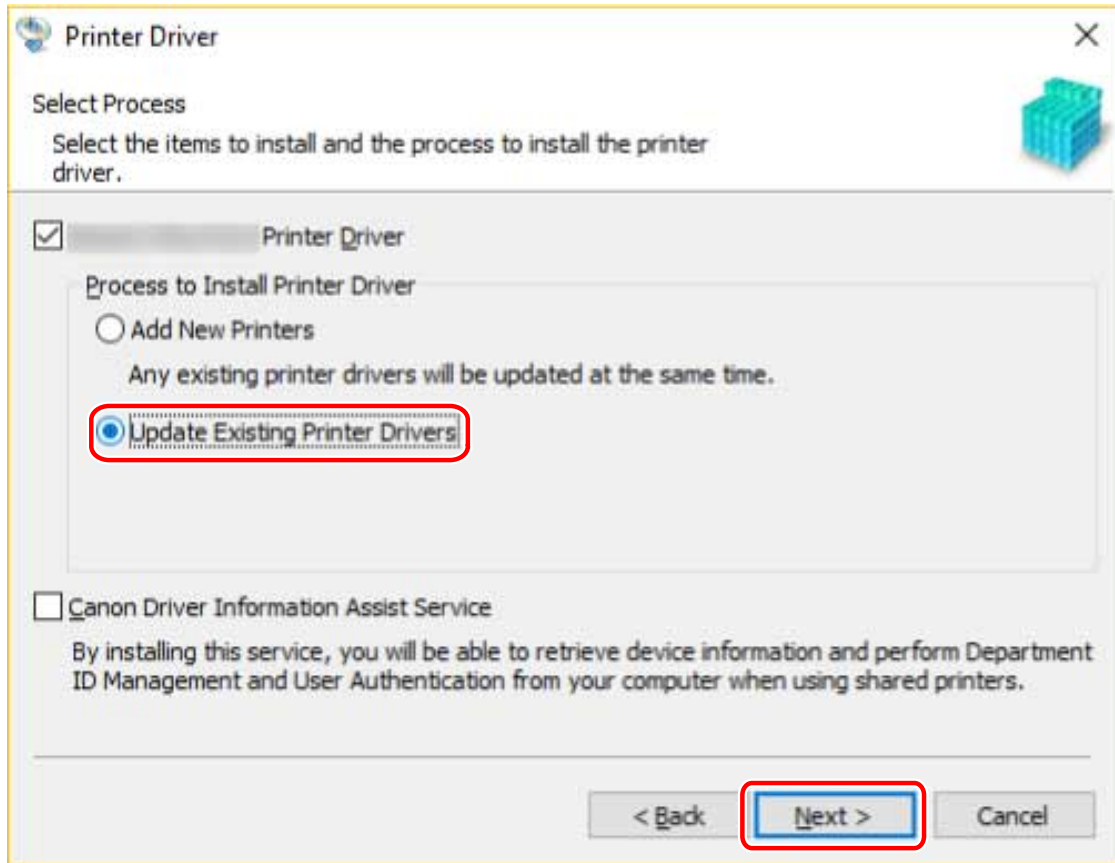 Printer Driver
Select Process
Select the items to install and the process to install the printer
driver.
Printer Driver
Process to Install Printer Driver
Add New Printers
Any existing printer drivers will be updated at the same time.
Update Existing Printer Drivers
Canon Driver Information Assist Service
By installing this service, you will be able to retrieve device information and perform Department
ID Management and User Authentication from your computer when using shared printers.
< Back Next > Cancel